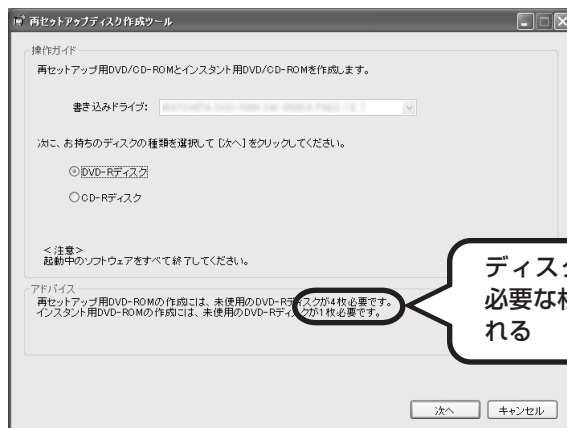 再セットアップディスク作成ツール
操作ガイド
再セットアップ用DVD/CD-ROMとインスタント用DVD/CD-ROMを作成します。
書き込みドライブ:
次に、お持ちのディスクの種類を選択して [次へ] をクリックしてください。
DVD-Rディスク
CD-Rディスク
<注意>
起動中のソフトウェアをすべて終了してください。
アドバイス
再セットアップ用DVD-ROMの作成には、未使用のDVD-Rディスクが4枚必要です。
インスタント用DVD-ROMの作成には、未使用のDVD-Rディスクが1枚必要です。
ディスク
必要な
れる
次へ
キャンセル